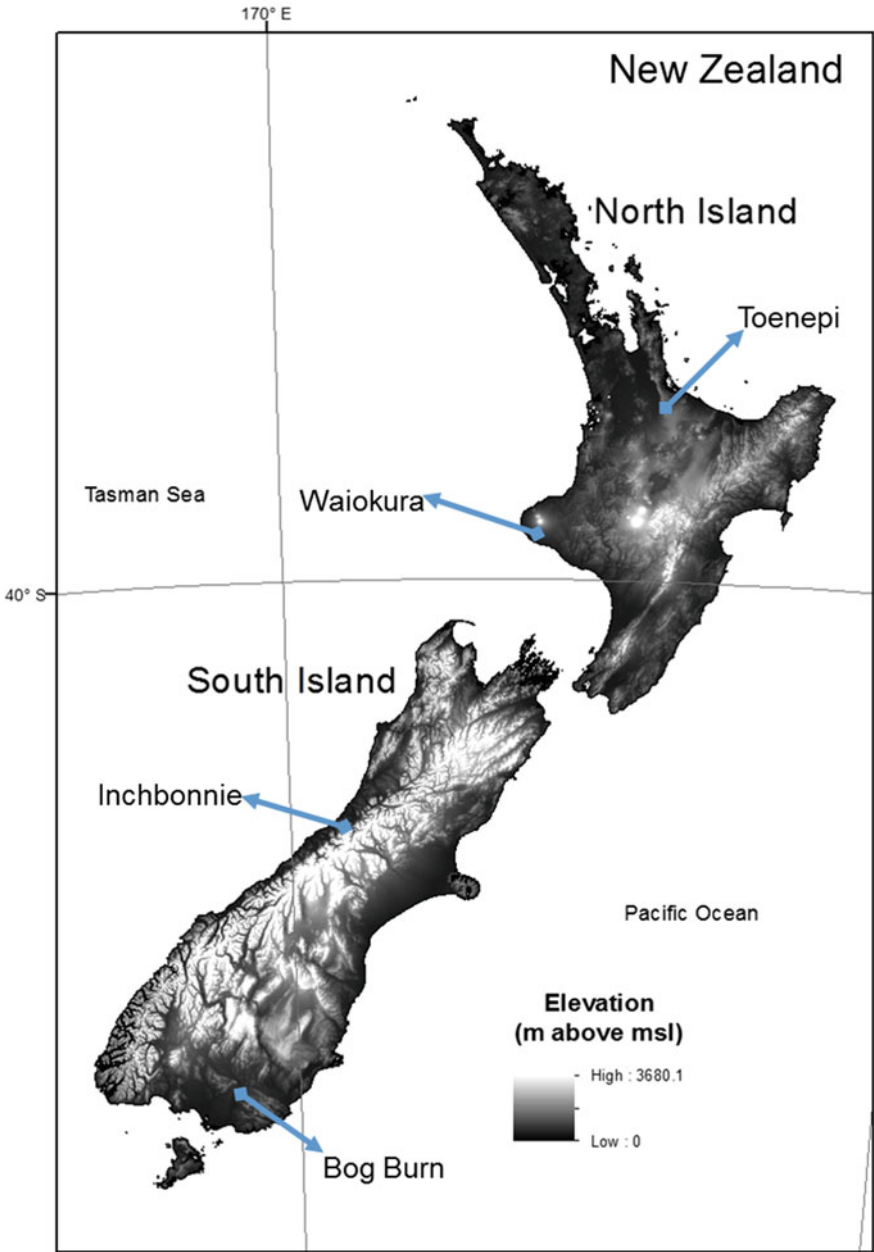 170° E
New Zealand
North Island
Toenepi
Waiokura
Tasman Sea
40° S
South Island
Inchbonnie
Pacific Ocean
Elevation
(m above msl)
High : 3680.1
Low : 0
Bog Burn